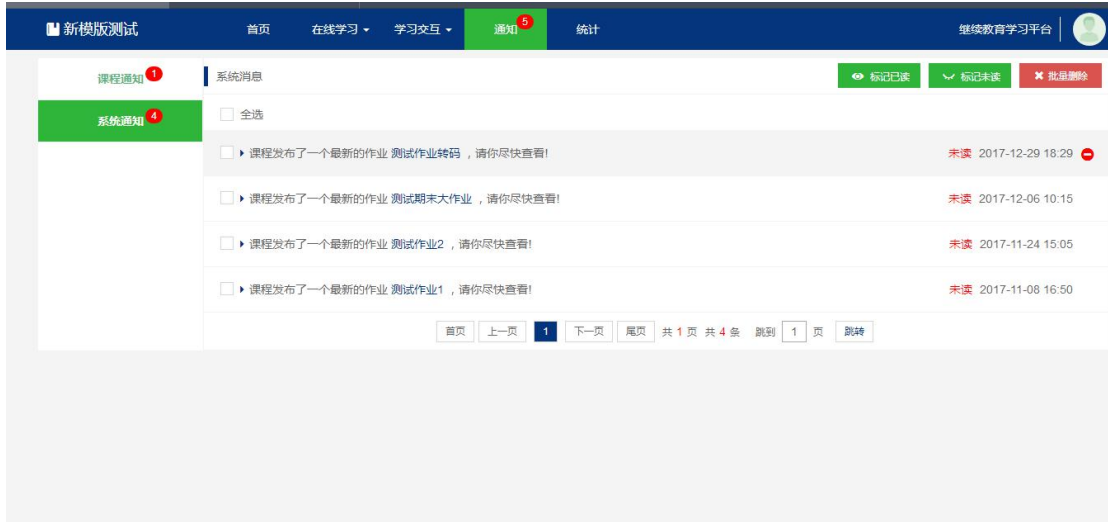 新模版测试 首页 在线学习 学习交互 通知 5 统计 继续教育学习平台
课程通知 1
系统通知 4
系统消息 标记已读 标记未读 批量删除
全选
课程发布了一个最新的作业 测试作业转码 ，请你尽快查看! 未读 2017-12-29 18:29
课程发布了一个最新的作业 测试期末大作业 ，请你尽快查看! 未读 2017-12-06 10:15
课程发布了一个最新的作业 测试作业2 ，请你尽快查看! 未读 2017-11-24 15:05
课程发布了一个最新的作业 测试作业1 ，请你尽快查看! 未读 2017-11-08 16:50
首页 上一页 1 下一页 尾页 共 1 页 共 4 条 跳到 1 页 跳转